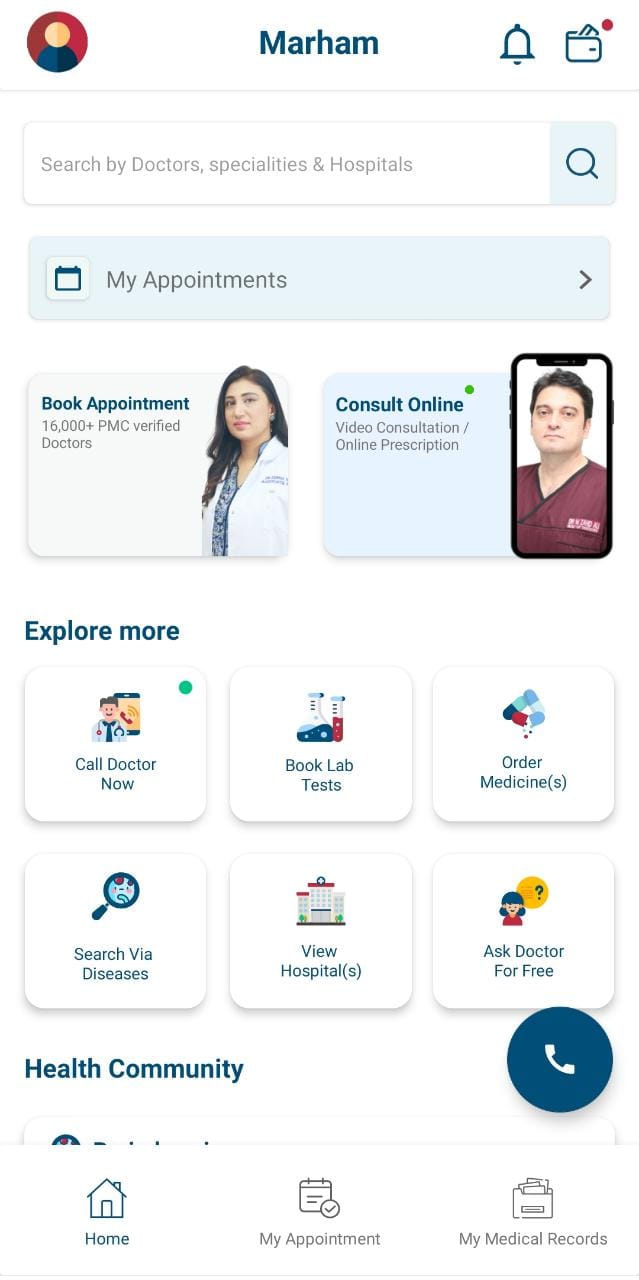 Marham
Search by Doctors, specialities & Hospitals
My Appointments
Book Appointment
16,000+ PMC verified
Doctors
Consult Online
Video Consultation /
Online Prescription
Explore more
Call Doctor
Now
Book Lab
Tests
Order
Medicine(s)
Search Via
Diseases
View
Hospital(s)
Ask Doctor
For Free
Health Community
Home
My Appointment
My Medical Records